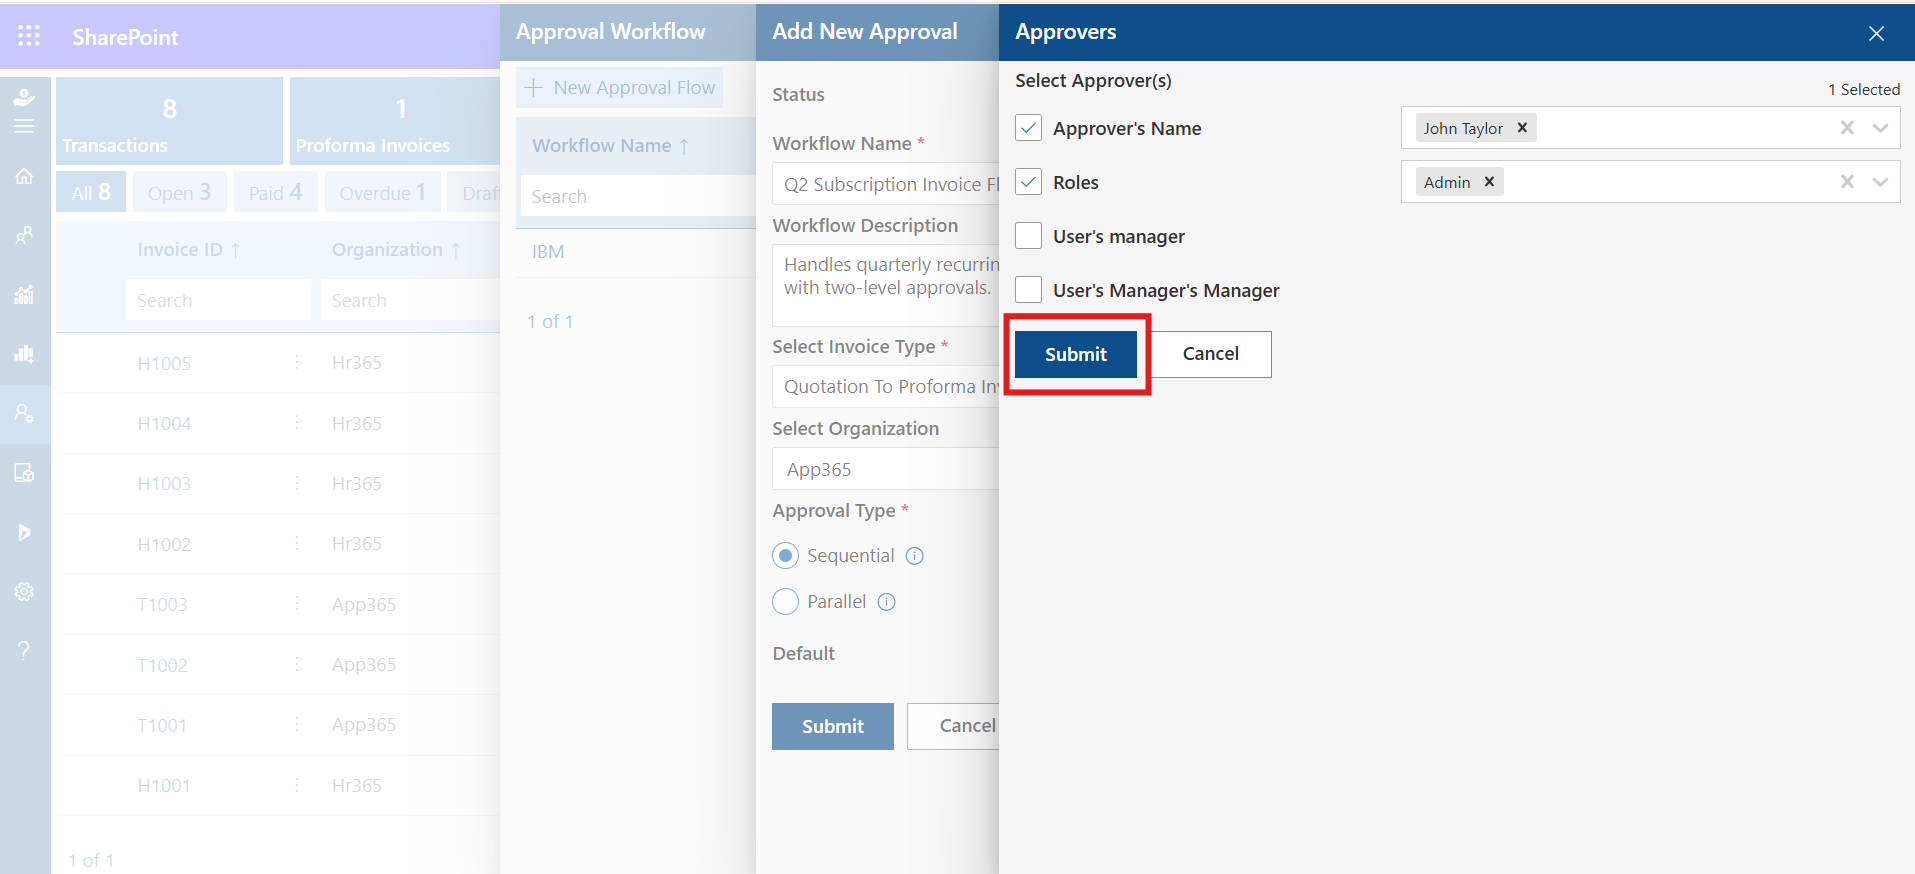 SharePoint
8
Transactions
1
Proforma Invoices
All 8
Open 3
Paid 4
Overdue 1
Invoice ID ↑
Organization ↑
Search
Search
H1005
Hr365
H1004
Hr365
H1003
Hr365
H1002
Hr365
T1003
App365
T1002
App365
T1001
App365
H1001
Hr365
1 of 1
Approval Workflow
New Approval Flow
Workflow Name ↑
Search
IBM
1 of 1
Add New Approval
Status
Workflow Name *
Q2 Subscription Invoice
Workflow Description
Handles quarterly
with two-level approvals.
Select Invoice Type *
Quotation To Proforma
Select Organization
App365
Approval Type *
Sequential
Parallel
Default
Submit
Cancel
Approvers
Select Approver(s)
1 Selected
Approver's Name
John Taylor
Roles
Admin
User's manager
User's Manager's Manager
Submit
Cancel